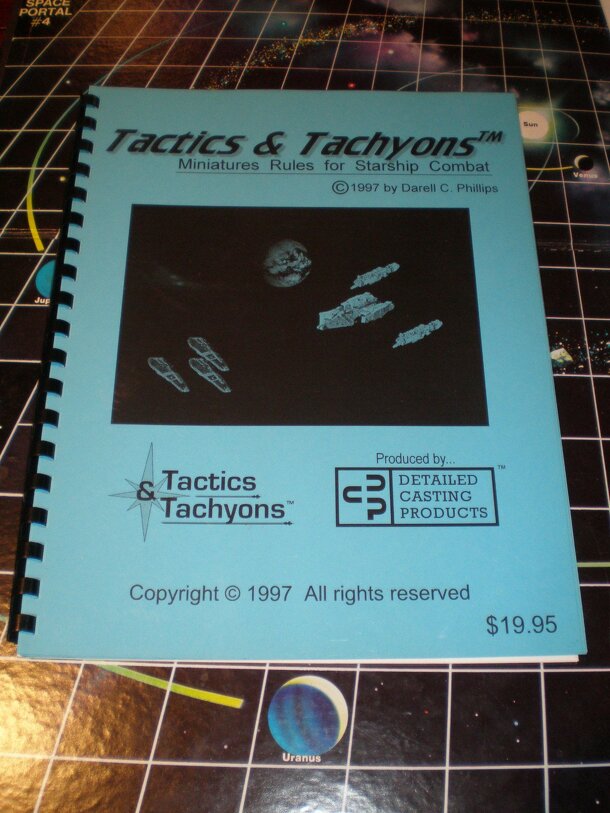 SPACE
PORTAL
#4
Sun
Venus
Tactics & Tachyons™
Miniatures Rules for Starship Combat
©1997 by Darell C. Phillips
Tactics
& Tachyons™
Produced by...
DETAILED
CASTING
PRODUCTS
™
Copyright © 1997 All rights reserved
$19.95
Uranus